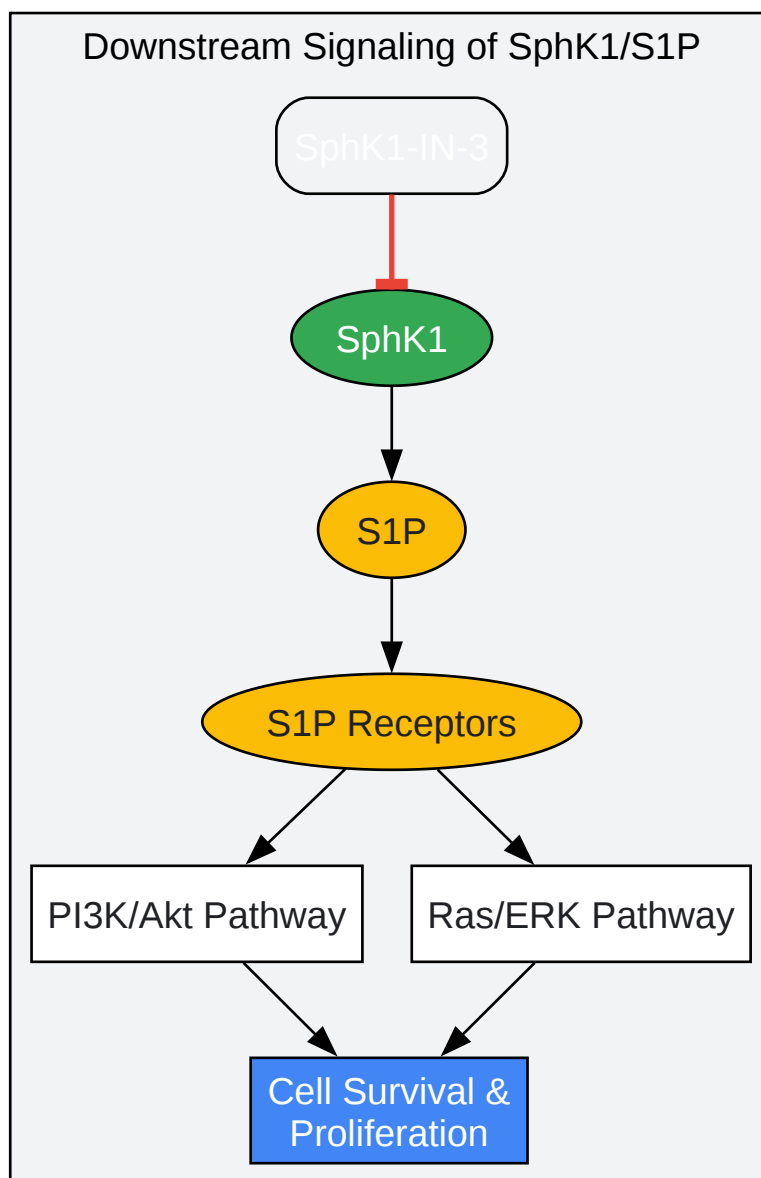 Downstream Signaling of SphK1/S1P
SphK1-IN-3
SphK1
S1P
S1P Receptors
PI3K/Akt Pathway
Ras/ERK Pathway
Cell Survival &
Proliferation